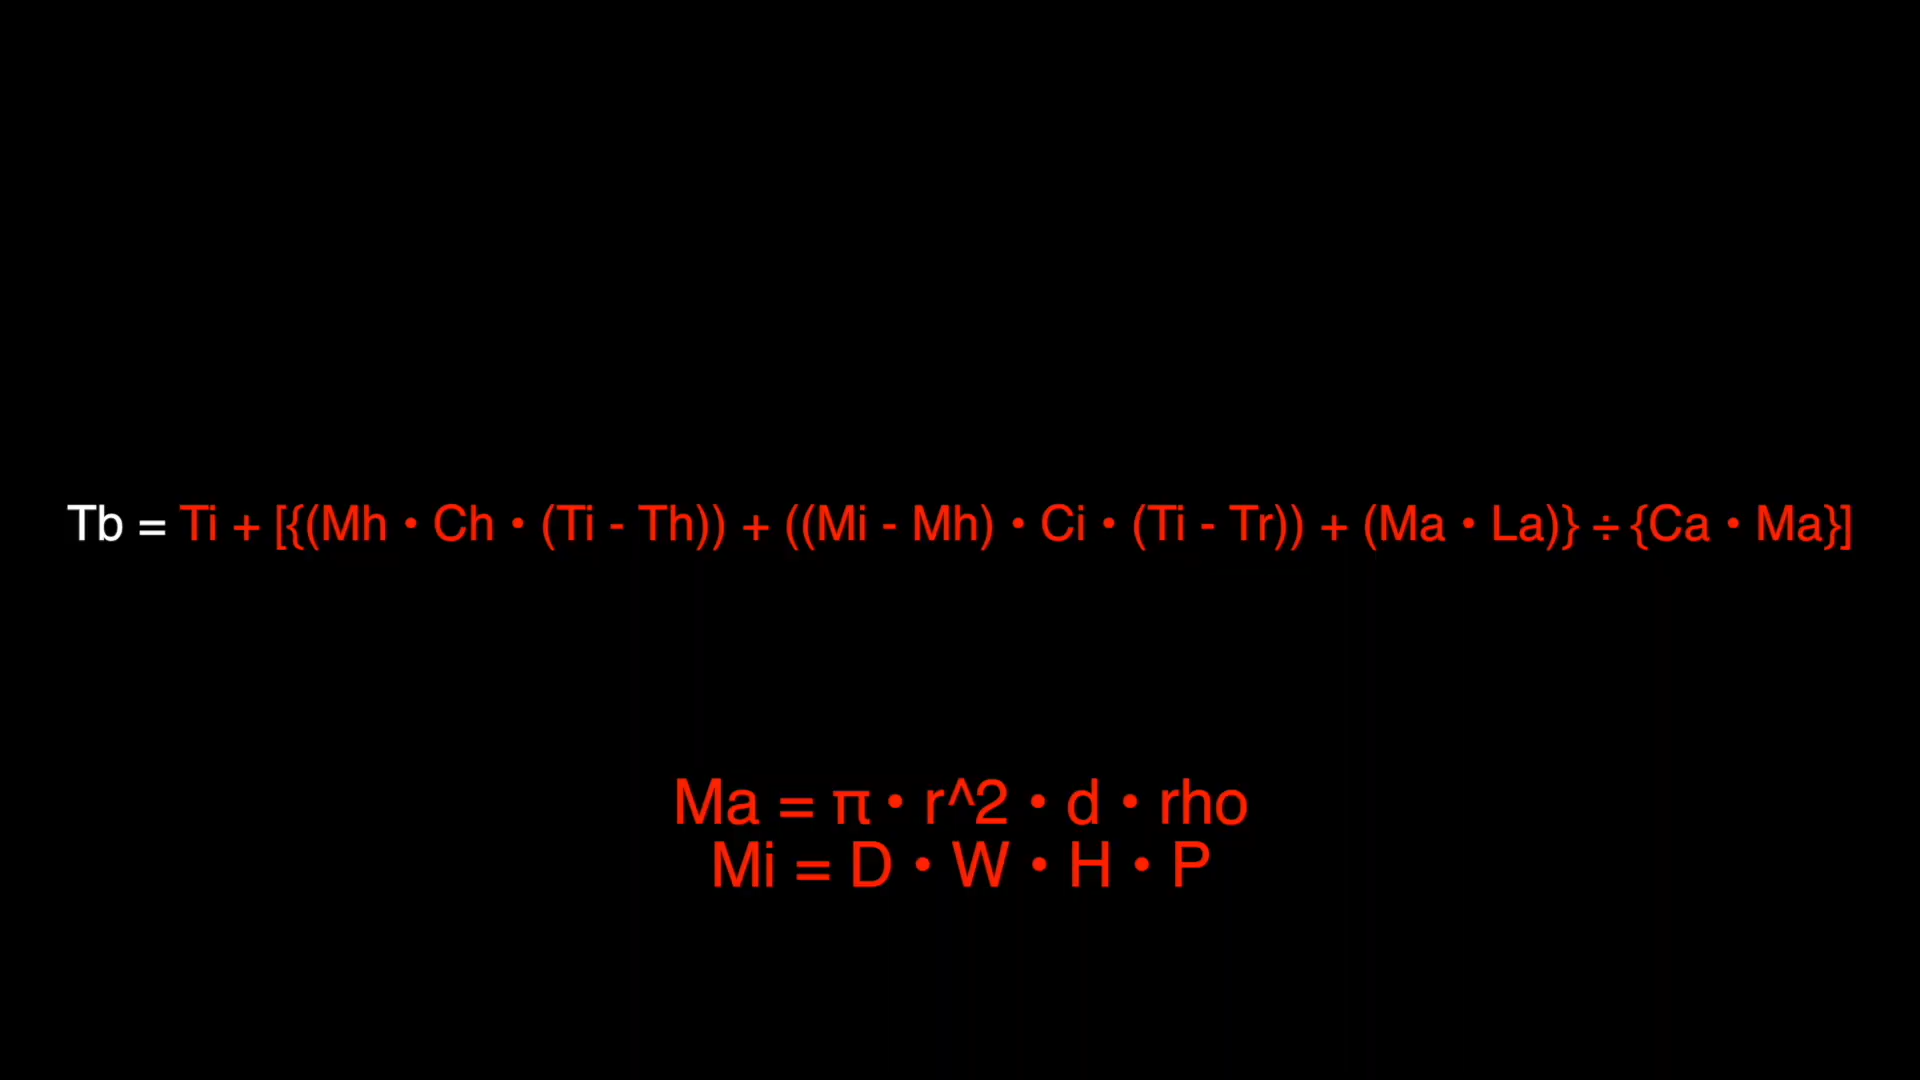 Tb = Ti + [{(Mh • Ch • (Ti - Th)) + ((Mi - Mh) • Ci • (Ti - Tr)) + (Ma • La)} ÷ {Ca • Ma}]
Ma = π • r^2 • d • rho
Mi = D • W • H • P